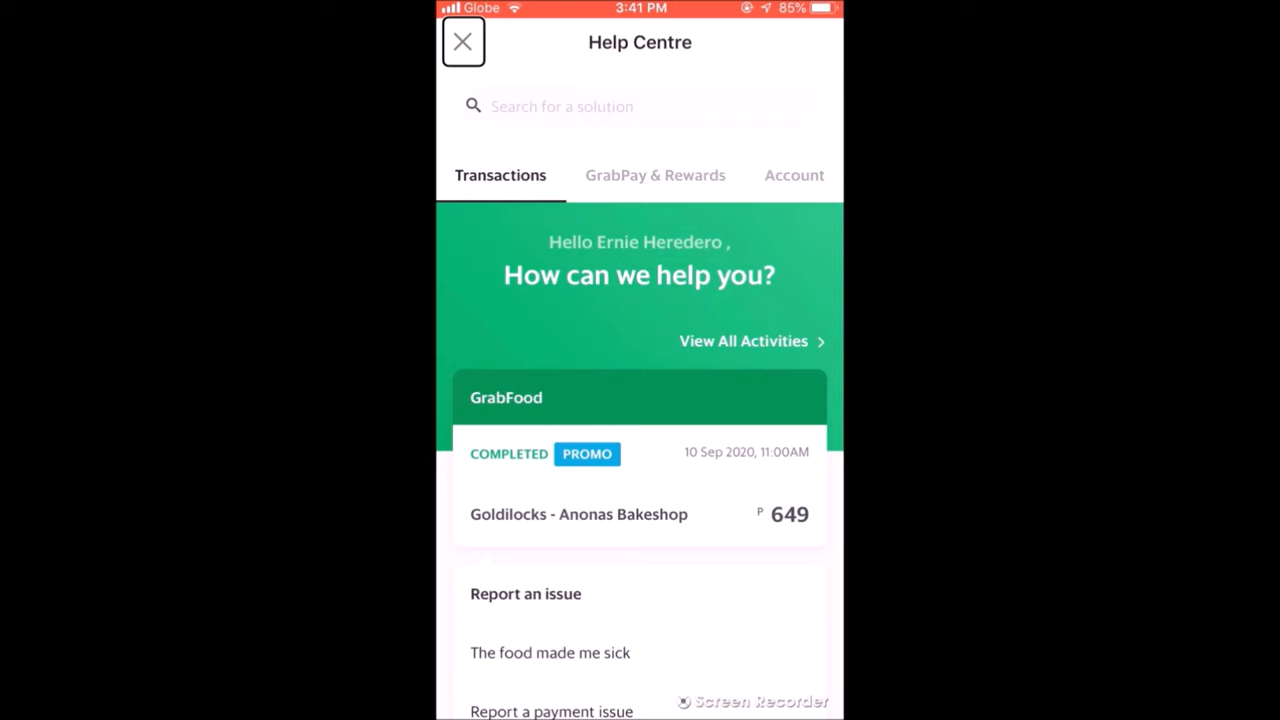 Globe 3:41 PM 85%
Help Centre
Search for a solution
Transactions GrabPay & Rewards Account
Hello Ernie Heredero ,
How can we help you?
View All Activities
GrabFood
COMPLETED PROMO 10 Sep 2020, 11:00AM
Goldilocks - Anonas Bakeshop P 649
Report an issue
The food made me sick
Report a payment issue
Screen Recorder